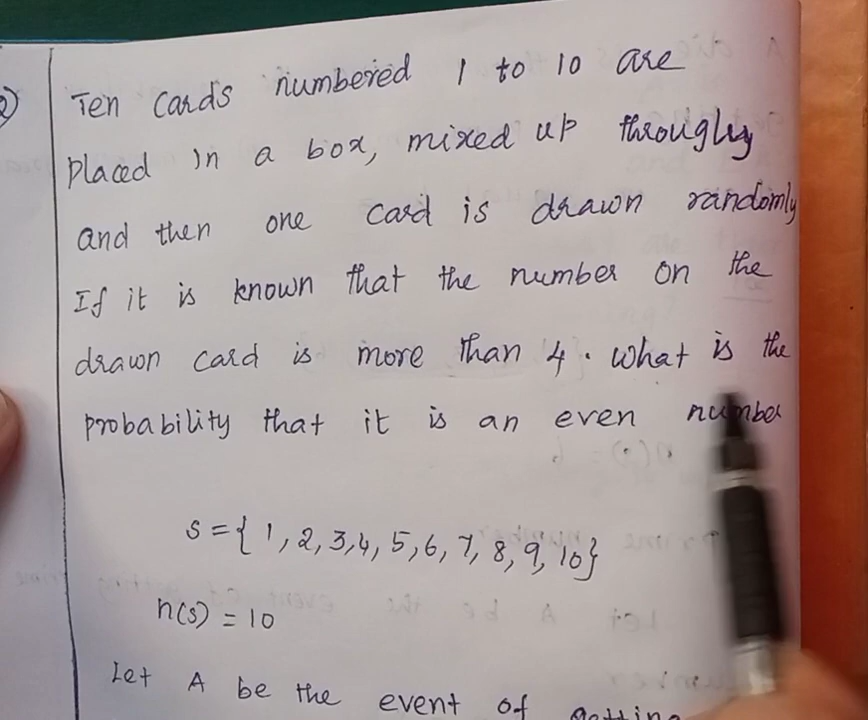 Ten cards numbered 1 to 10 are
placed in a box, mixed up througly
and then one card is drawn randomly
If it is known that the number on the
drawn card is more than 4. what is the
probability that it is an even number
S = { 1, 2, 3, 4, 5, 6, 7, 8, 9, 10}
n(s) = 10
Let A be the event of getting